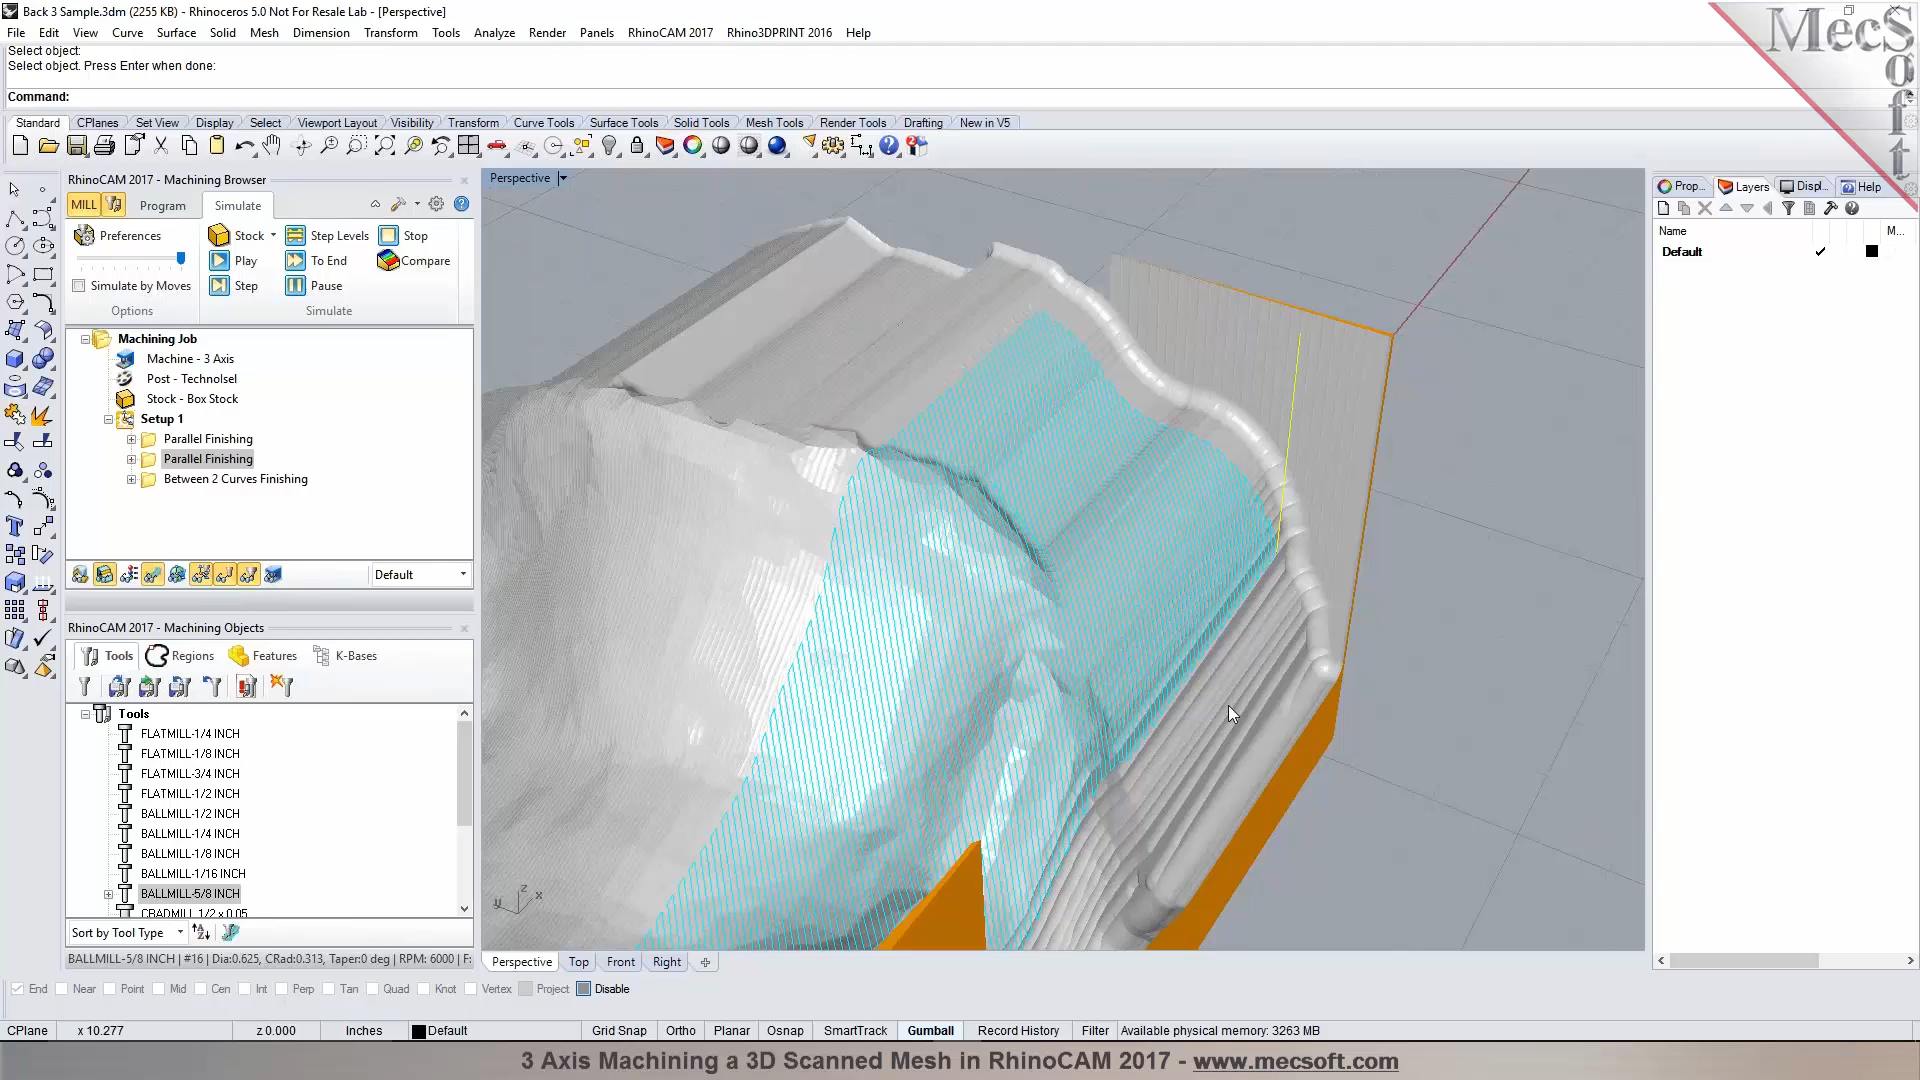 Back 3 Sample.3dm (2255 KB) - Rhinoceros 5.0 Not For Resale Lab - [Perspective]
File Edit View Curve Surface Solid Mesh Dimension Transform Tools Analyze Render Panels RhinoCAM 2017 Rhino3DPRINT 2016 Help
MecSoft
Select object:
Select object. Press Enter when done:
Command:
Standard CPlanes Set View Display Select Viewport Layout Visibility Transform Curve Tools Surface Tools Solid Tools Mesh Tools Render Tools Drafting New in V5
RhinoCAM 2017 - Machining Browser
MILL Program Simulate
Preferences Stock Step Levels Stop
Play To End Compare
Simulate by Moves Step Pause
Options Simulate
Machining Job
Machine - 3 Axis
Post - Technolsel
Stock - Box Stock
Setup 1
Parallel Finishing
Parallel Finishing
Between 2 Curves Finishing
Default
RhinoCAM 2017 - Machining Objects
Tools Regions Features K-Bases
Tools
FLATMILL-1/4 INCH
FLATMILL-1/8 INCH
FLATMILL-3/4 INCH
FLATMILL-1/2 INCH
BALLMILL-1/2 INCH
BALLMILL-1/4 INCH
BALLMILL-1/8 INCH
BALLMILL-1/16 INCH
BALLMILL-5/8 INCH
CRADMILL 1/2 x 0.05
Sort by Tool Type
BALLMILL-5/8 INCH | #16 | Dia:0.625, CRad:0.313, Taper:0 deg | RPM: 6000 | F:
Perspective
z
y x
Perspective Top Front Right
Prop... Layers Displ... Help
Name M...
Default
End Near Point Mid Cen Int Perp Tan Quad Knot Vertex Project Disable
CPlane x 10.277 z 0.000 Inches Default Grid Snap Ortho Planar Osnap SmartTrack Gumball Record History Filter Available physical memory: 3263 MB
3 Axis Machining a 3D Scanned Mesh in RhinoCAM 2017 - www.mecsoft.com